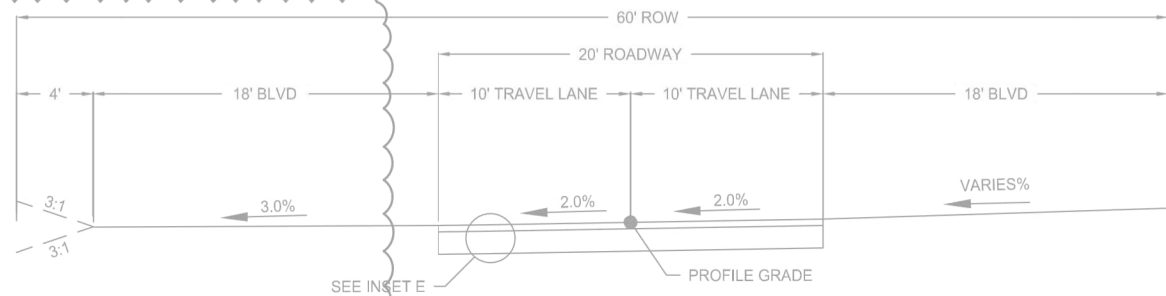 60' ROW
20' ROADWAY
4'
18' BLVD
10' TRAVEL LANE
10' TRAVEL LANE
18' BLVD
3:1
3.0%
2.0%
2.0%
VARIES%
3:1
SEE INSET E
PROFILE GRADE